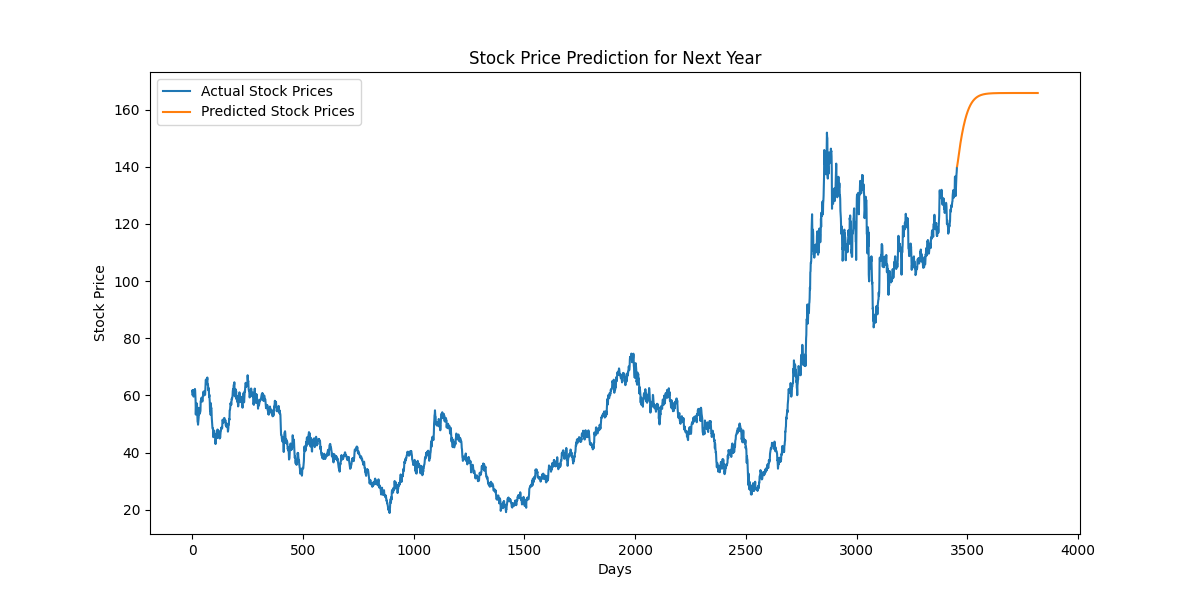 Stock Price Prediction for Next Year
Actual Stock Prices
Predicted Stock Prices
160
140
120
100
80
60
40
20
Stock Price
0 500 1000 1500 2000 2500 3000 3500 4000
Days